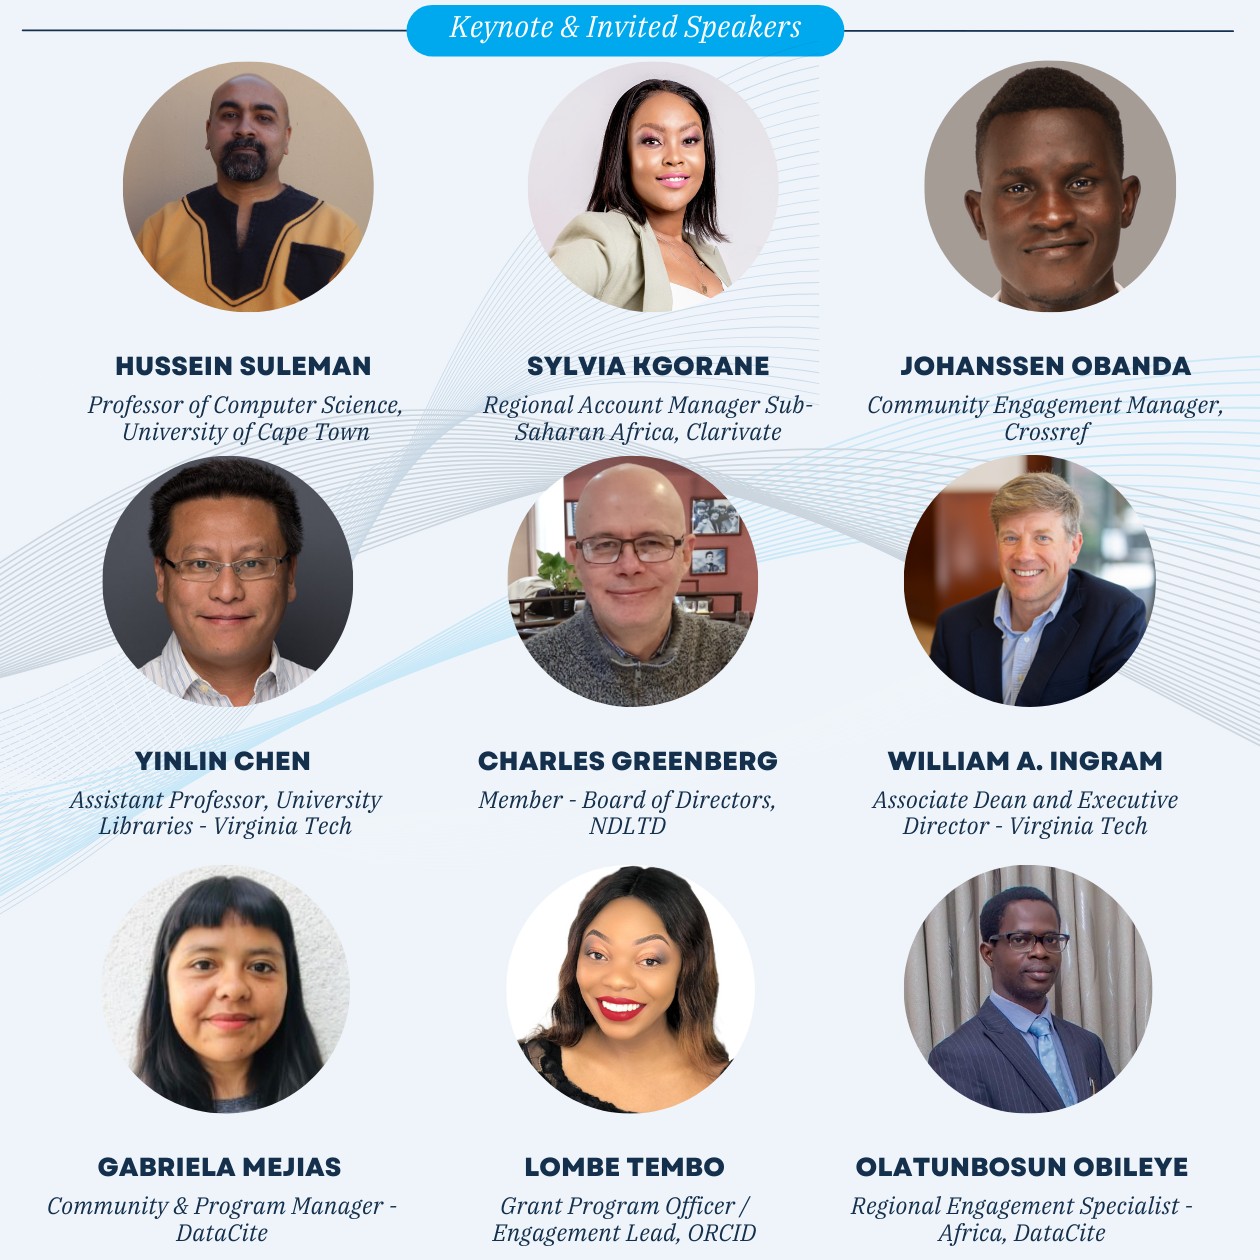 Keynote & Invited Speakers
HUSSEIN SULEMAN
Professor of Computer Science,
University of Cape Town
SYLVIA KGORANE
Regional Account Manager Sub-
Saharan Africa, Clarivate
JOHANSSEN OBANDA
Community Engagement Manager,
Crossref
YINLIN CHEN
Assistant Professor, University
Libraries - Virginia Tech
CHARLES GREENBERG
Member - Board of Directors,
NDLTD
WILLIAM A. INGRAM
Associate Dean and Executive
Director - Virginia Tech
GABRIELA MEJIAS
Community & Program Manager -
DataCite
LOMBE TEMBO
Grant Program Officer /
Engagement Lead, ORCID
OLATUNBOSUN OBILEYE
Regional Engagement Specialist -
Africa, DataCite